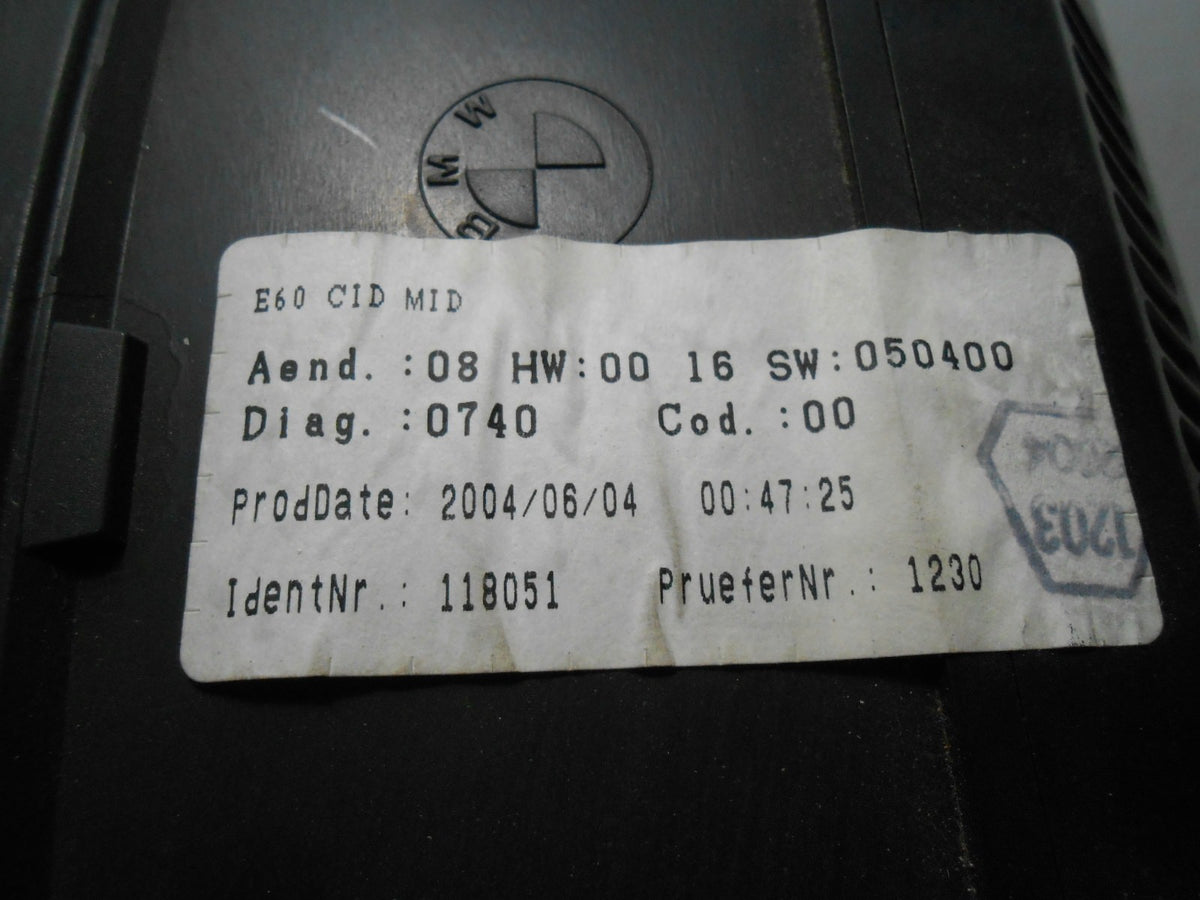 BMW
E60 CID MID
Aend. :08 HW:00 16 SW:050400
Diag. :0740 Cod. :00
ProdDate: 2004/06/04 00:47:25
IdentNr.: 118051 PrueferNr.: 1230
1203